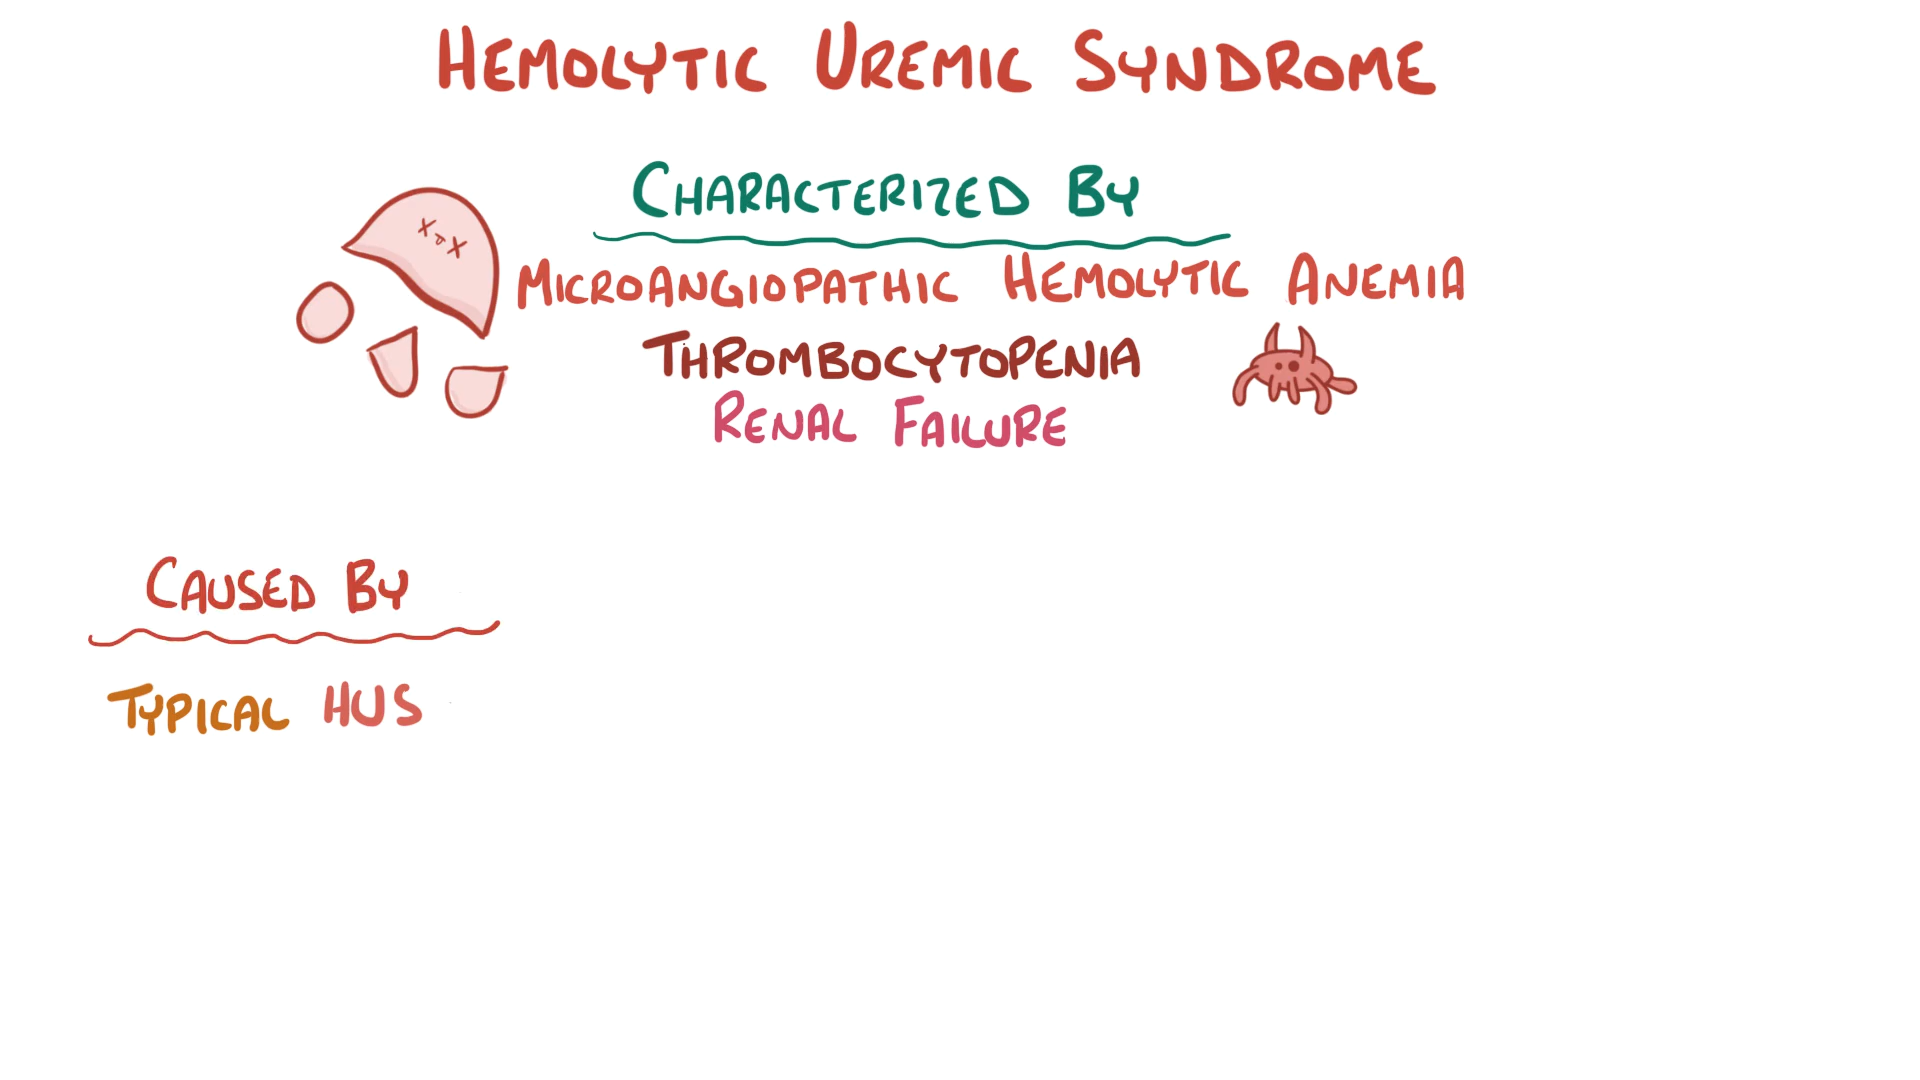 HEMOLYTIC UREMIC SYNDROME
CHARACTERIZED BY
MICROANGIOPATHIC HEMOLYTIC ANEMIA
THROMBOCYTOPENIA
RENAL FAILURE
CAUSED BY
TYPICAL HUS